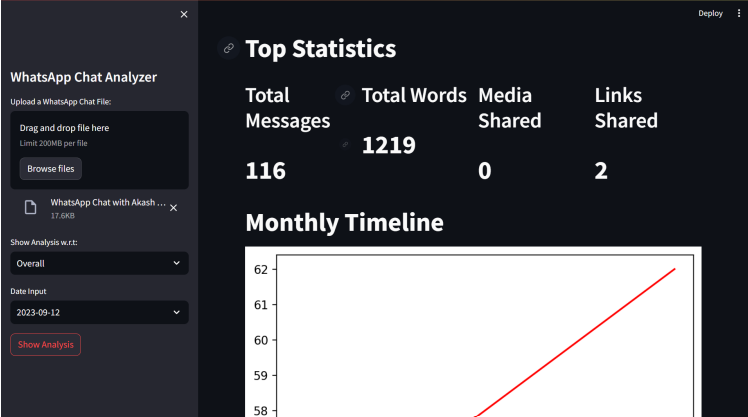 Deploy
WhatsApp Chat Analyzer
Upload a WhatsApp Chat File:
Drag and drop file here
Limit 200MB per file
Browse files
WhatsApp Chat with Akash ...
17.6KB
Show Analysis w.r.t:
Overall
Date Input
2023-09-12
Show Analysis
Top Statistics
Total
Messages
116
Total Words
1219
Media
Shared
0
Links
Shared
2
Monthly Timeline
62
61
60
59
58